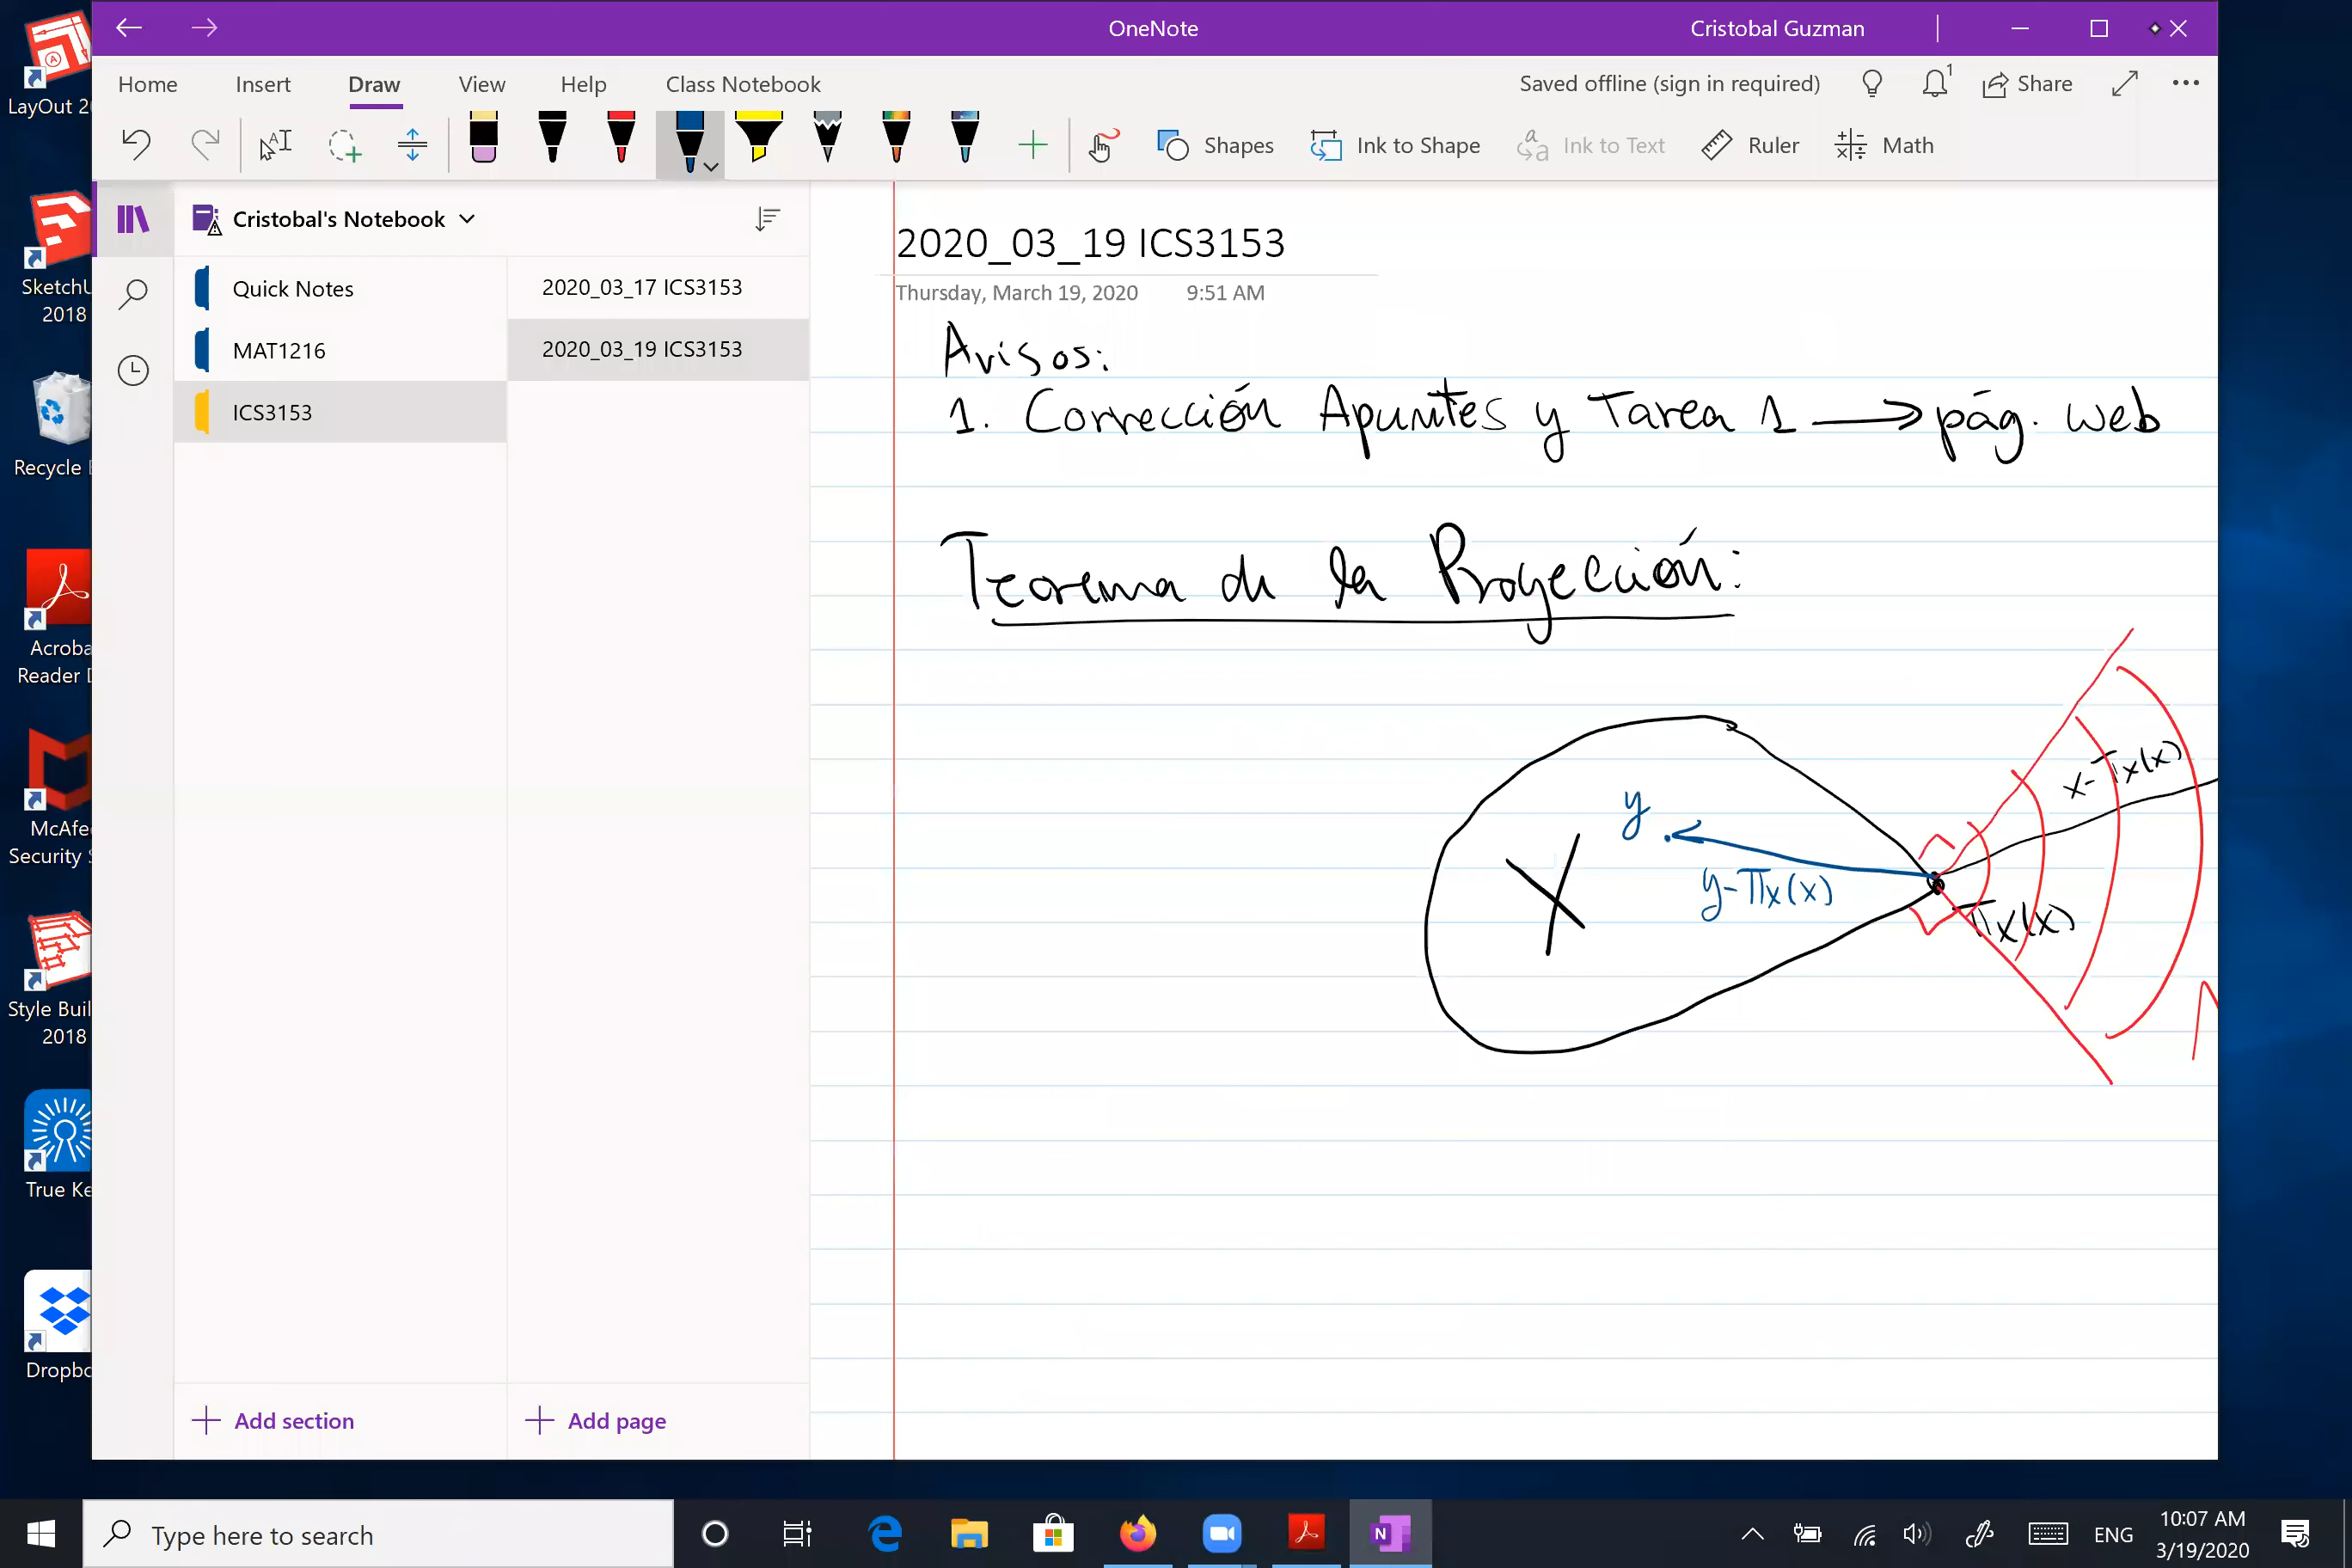 OneNote
Cristobal Guzman
Home Insert Draw View Help Class Notebook
Saved offline (sign in required)
1
Share
Shapes
Ink to Shape
Ink to Text
Ruler
Math
Cristobal's Notebook
Quick Notes
MAT1216
ICS3153
2020_03_17 ICS3153
2020_03_19 ICS3153
Add section
Add page
2020_03_19 ICS3153
Thursday, March 19, 2020 9:51 AM
Avisos:
1. Corrección Apuntes y Tarea 1 → pág. web
Teorema de la Proyección:
X
y
y-πx(x)
x-πx(x)
πx(x)
LayOut 2
SketchU
2018
Recycle
Acroba
Reader
McAfe
Security
Style Buil
2018
True Ke
Dropbo
Type here to search
ENG
10:07 AM
3/19/2020